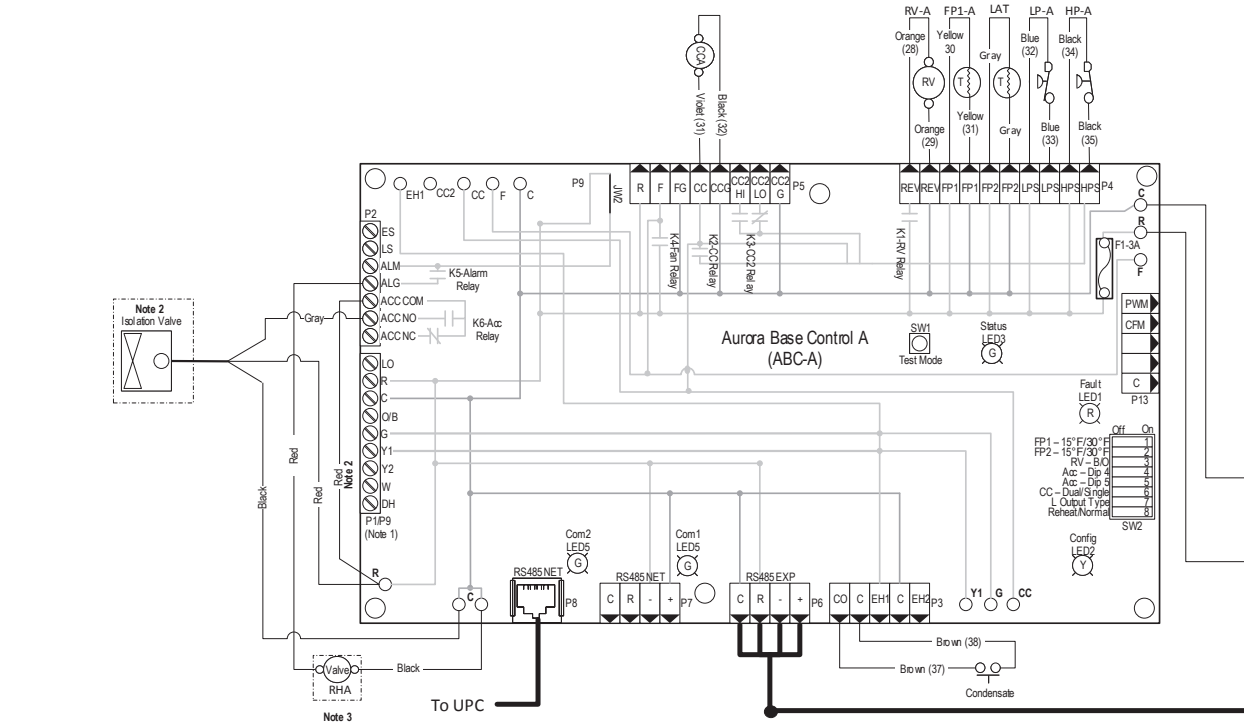 RV-A FP1-A LAT LP-A HP-A
Orange
(28)
Yellow
30
Gray
Blue
(32)
Black
(34)
CCA
RV
T
T
Violet (31)
Black (32)
Orange
(29)
Yellow
(31)
Gray
Blue
(33)
Black
(35)
EH1
CC2
CC
F
C
P9
JW2
R F FG CC CCG CC2 HI CC2 LO CC2 G
P5
REV REV FP1 FP1 FP2 FP2 LPS LPS HPS HPS
P4
C
R
F1-3A
F
P2
ES
LS
ALM
ALG
ACC COM
ACC NO
ACC NC
K5-Alarm
Relay
K6-Acc
Relay
K4-Fan Relay
K2-CC Relay
K3-CC2 Relay
K1-RV Relay
Note 2
Isolation Valve
Gray
Aurora Base Control A
(ABC-A)
SW1
Test Mode
Status
LED3
G
PWM
CFM
C
P13
Fault
LED1
R
LO
R
C
O/B
G
Y1
Y2
W
DH
P1/P9
(Note 1)
Red
Black
Red
Red
Note 2
Off On
FP1 – 15°F/30°F 1
FP2 – 15°F/30°F 2
RV – B/O 3
Acc – Dip 4 4
Acc – Dip 5 5
CC – Dual/Single 6
L Output Type 7
Reheat/Normal 8
SW2
Config
LED2
Y
Com2
LED5
G
Com1
LED5
G
R
C
RS485 NET
P8
RS485 NET
C R - +
P7
RS485 EXP
C R - +
P6
CO C EH1 C EH2
P3
Y1 G CC
Brown (38)
Brown (37)
Condensate
Valve
RHA
Black
Note 3
To UPC